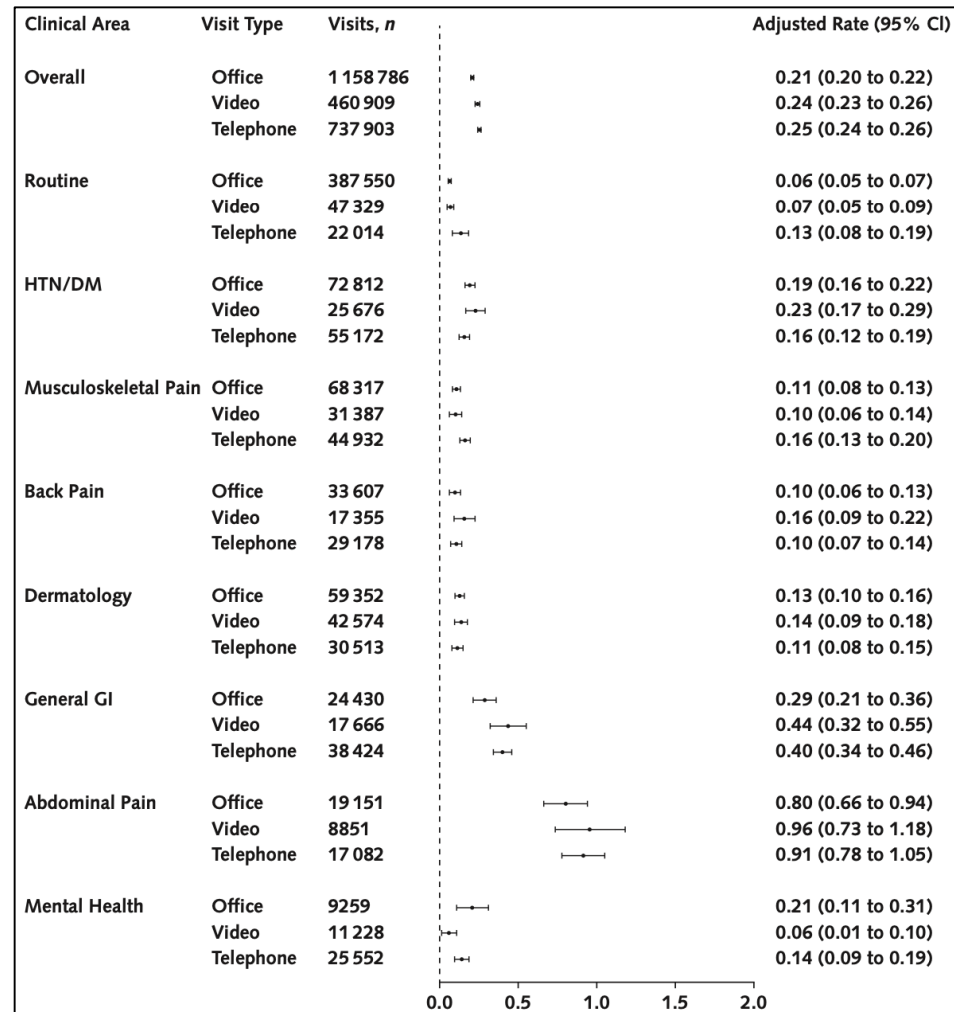 Clinical Area Visit Type Visits, n Adjusted Rate (95% CI)
Overall Office 1 158 786 0.21 (0.20 to 0.22)
Video 460 909 0.24 (0.23 to 0.26)
Telephone 737 903 0.25 (0.24 to 0.26)
Routine Office 387 550 0.06 (0.05 to 0.07)
Video 47 329 0.07 (0.05 to 0.09)
Telephone 22 014 0.13 (0.08 to 0.19)
HTN/DM Office 72 812 0.19 (0.16 to 0.22)
Video 25 676 0.23 (0.17 to 0.29)
Telephone 55 172 0.16 (0.12 to 0.19)
Musculoskeletal Pain Office 68 317 0.11 (0.08 to 0.13)
Video 31 387 0.10 (0.06 to 0.14)
Telephone 44 932 0.16 (0.13 to 0.20)
Back Pain Office 33 607 0.10 (0.06 to 0.13)
Video 17 355 0.16 (0.09 to 0.22)
Telephone 29 178 0.10 (0.07 to 0.14)
Dermatology Office 59 352 0.13 (0.10 to 0.16)
Video 42 574 0.14 (0.09 to 0.18)
Telephone 30 513 0.11 (0.08 to 0.15)
General GI Office 24 430 0.29 (0.21 to 0.36)
Video 17 666 0.44 (0.32 to 0.55)
Telephone 38 424 0.40 (0.34 to 0.46)
Abdominal Pain Office 19 151 0.80 (0.66 to 0.94)
Video 8851 0.96 (0.73 to 1.18)
Telephone 17 082 0.91 (0.78 to 1.05)
Mental Health Office 9259 0.21 (0.11 to 0.31)
Video 11 228 0.06 (0.01 to 0.10)
Telephone 25 552 0.14 (0.09 to 0.19)
0.0 0.5 1.0 1.5 2.0